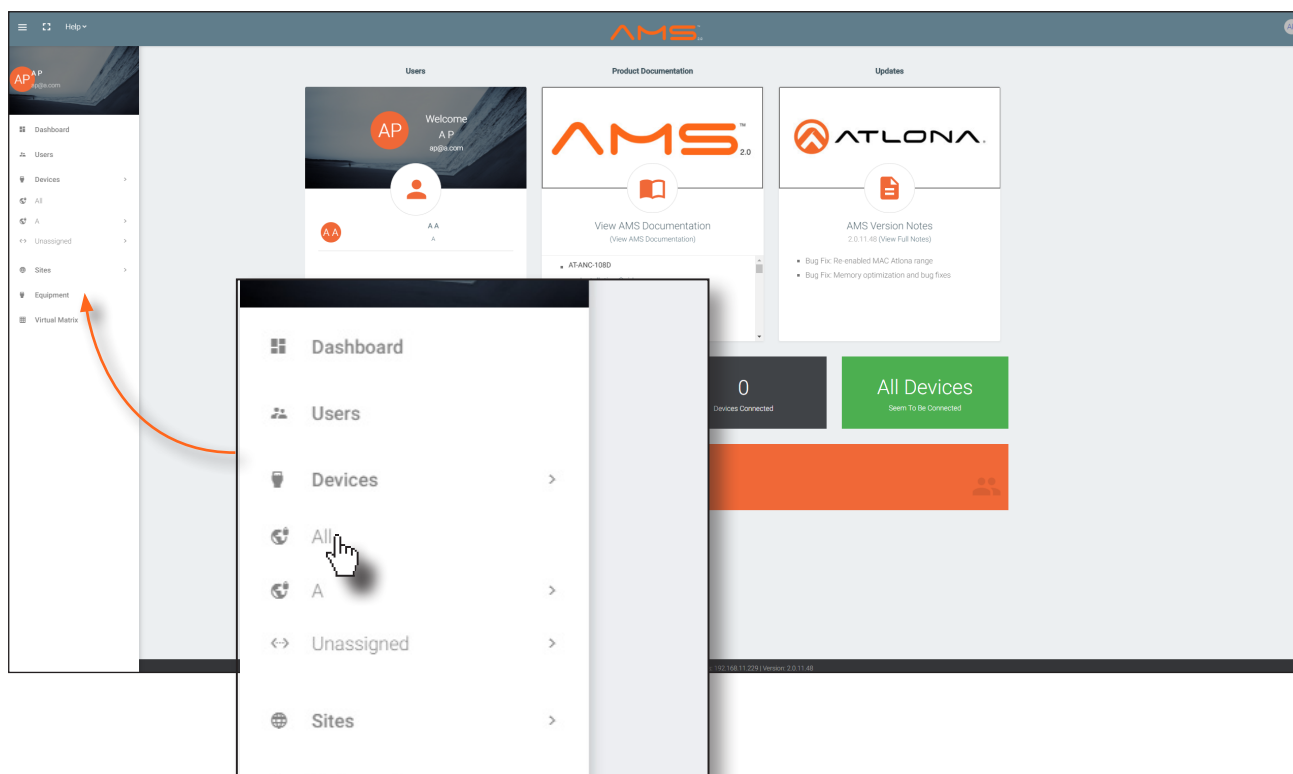 Help
AMS™
AP
A P
ap@a.com
Dashboard
Users
Devices
All
A
Unassigned
Sites
Equipment
Virtual Matrix
Users
AP
Welcome
A P
ap@a.com
A A
A A
A
Product Documentation
AMS™
2.0
View AMS Documentation
(View AMS Documentation)
AT-ANC-108D
Updates
ATLONA.
AMS Version Notes
2.0.11.48 (View Full Notes)
Bug Fix: Re-enabled MAC Atlona range
Bug Fix: Memory optimization and bug fixes
0
Devices Connected
All Devices
Seem To Be Connected
192.168.11.229 | Version: 2.0.11.48
Dashboard
Users
Devices
All
A
Unassigned
Sites